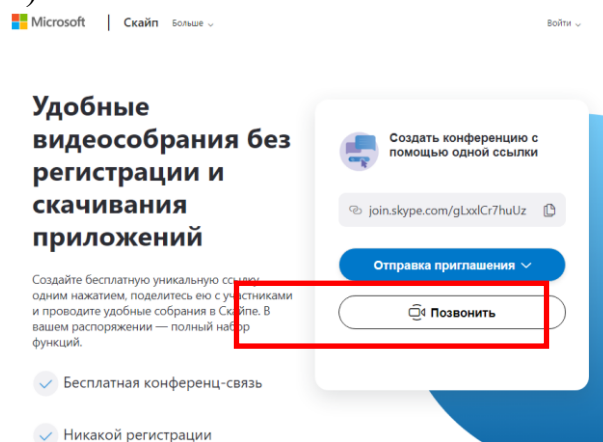 Microsoft Скайп Больше Войти
Удобные
видеособрания без
регистрации и
скачивания
приложений
Создайте бесплатную уникальную ссылку
одним нажатием, поделитесь ею с участниками
и проводите удобные собрания в Скайпе. В
вашем распоряжении — полный набор
функций.
Бесплатная конференц-связь
Никакой регистрации
Создать конференцию с
помощью одной ссылки
join.skype.com/gLxxlCr7huUz
Отправка приглашения
Позвонить